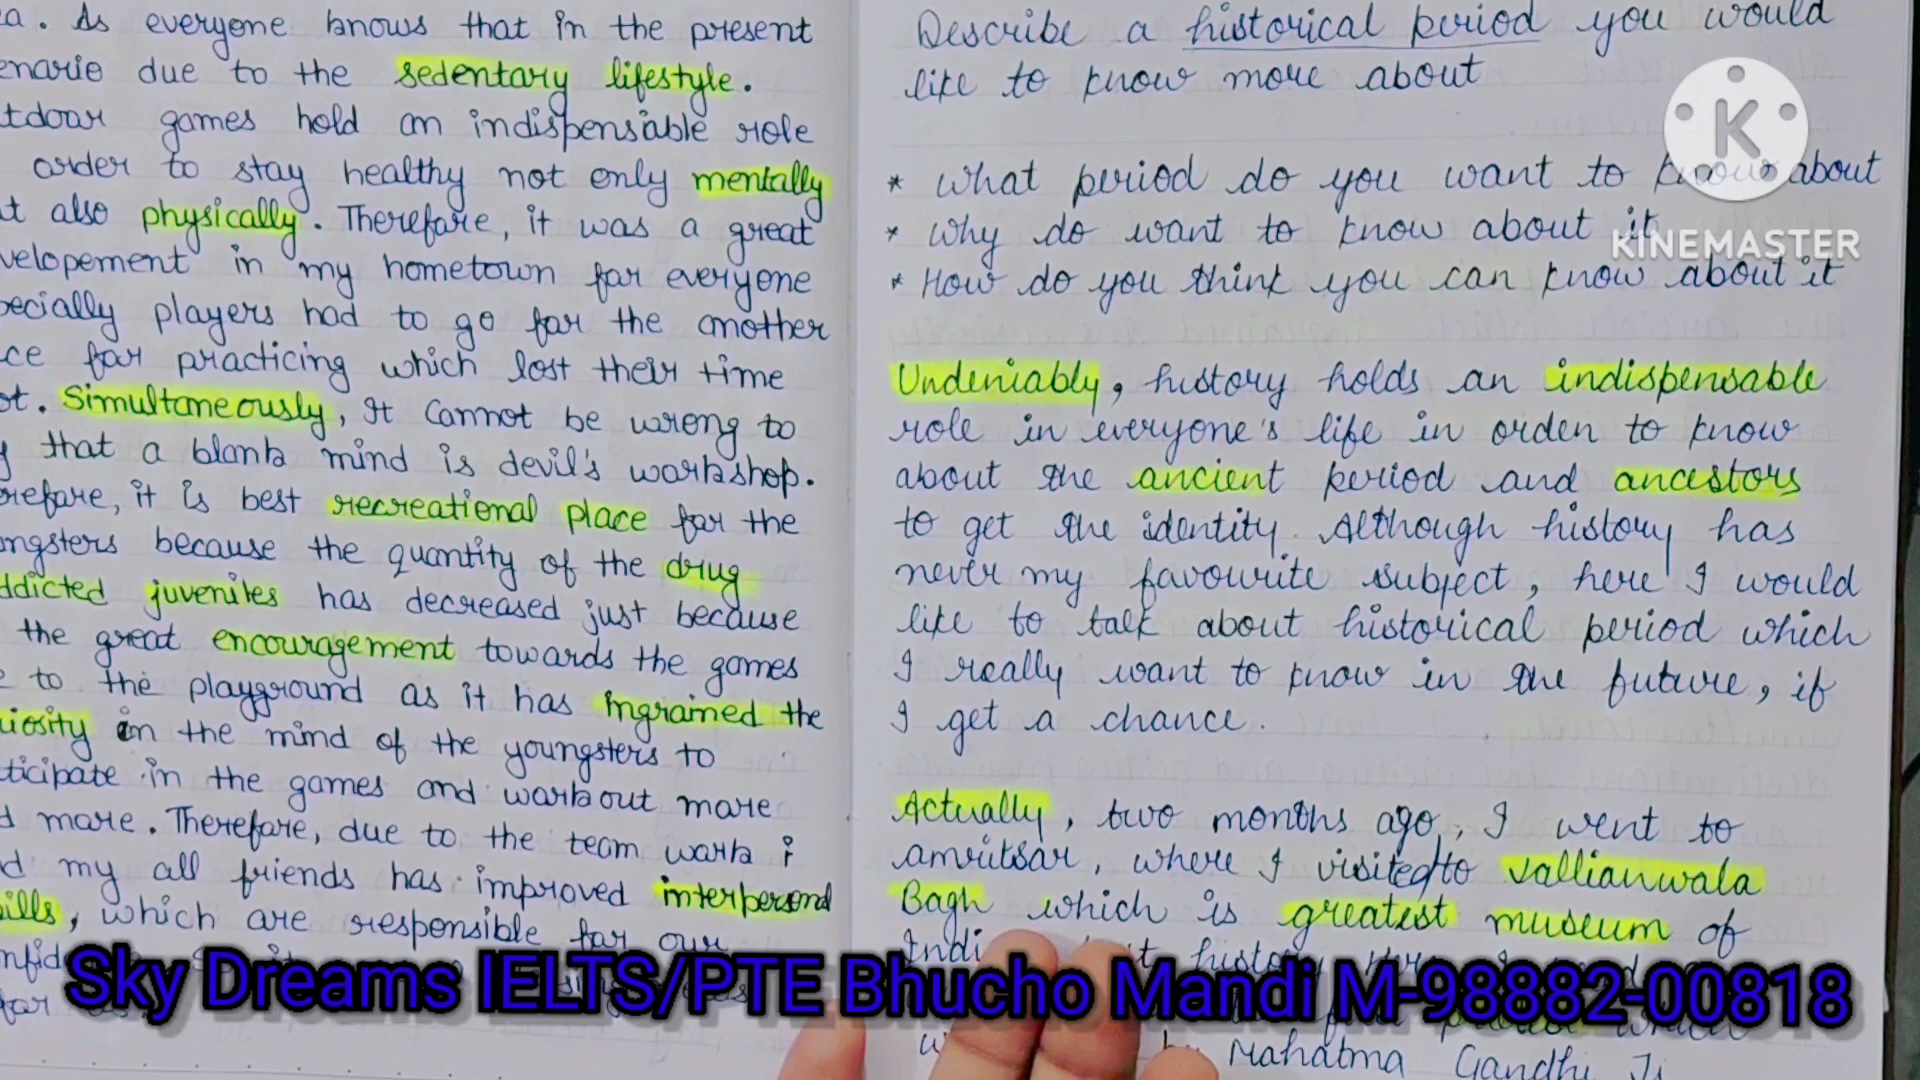 a. As everyone knows that in the present
enario due to the sedentary lifestyle.
tdoor games hold an indispensable role
order to stay healthy not only mentally
t also physically. Therefore, it was a great
velopement in my hometown for everyone
pecially players had to go for the another
ce for practicing which lost their time
ot. Simultaneously, It cannot be wrong to
y that a blank mind is devil's workshop.
refore, it is best recreational place for the
ngsters because the quantity of the drug
ddicted juveniles has decreased just because
the great encouragement towards the games
e to the playground as it has ingrained the
iosity in the mind of the youngsters to
ticipate in the games and workout more
d more. Therefore, due to the team work i
d my all friends has improved interpersonal
ills, which are responsible for our
nfid
for
Describe a historical period you would
like to know more about
* What period do you want to know about
* Why do want to know about it
* How do you think you can know about it
Undeniably, history holds an indispensable
role in everyone's life in orden to know
about the ancient period and ancestors
to get the identity. Although history has
never my favourite subject, here I would
like to talk about historical period which
I really want to know in the future, if
I get a chance.
Actually, two months ago, I went to
amritsar, where I visited to Jallianwala
Bagh which is greatest museum of
Indi history
Mahatma Gandhi. Is
K
KINEMASTER
Sky Dreams IELTS/PTE Bhucho Mandi M-98882-00818